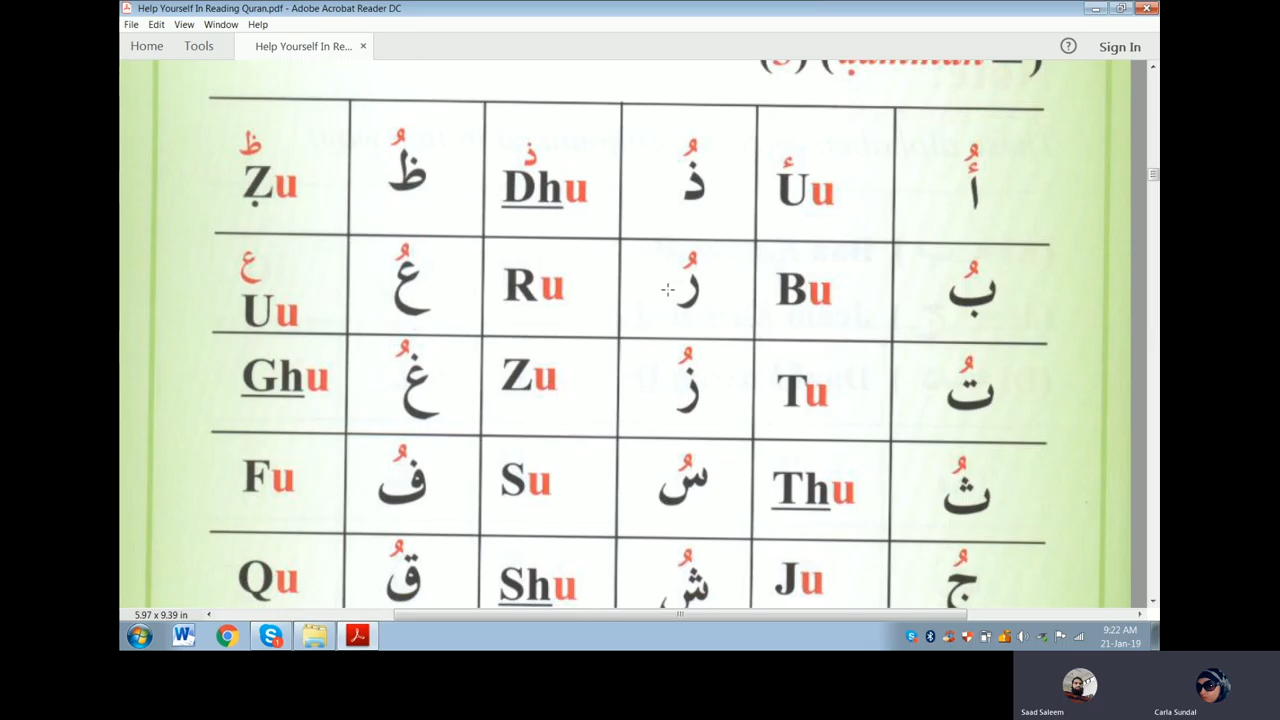 Help Yourself In Reading Quran.pdf - Adobe Acrobat Reader DC
File Edit View Window Help
Home Tools Help Yourself In Re... × ? Sign In
أُ Uu أ ذُ Dhu ذ ظُ Ẓu ظ
بُ Bu رُ Ru عُ Uu ع
تُ Tu زُ Zu غُ Ghu
ثُ Thu سُ Su فُ Fu
جُ Ju شُ Shu قُ Qu
5.97 x 9.39 in
9:22 AM
21-Jan-19
Saad Saleem Carla Sundal